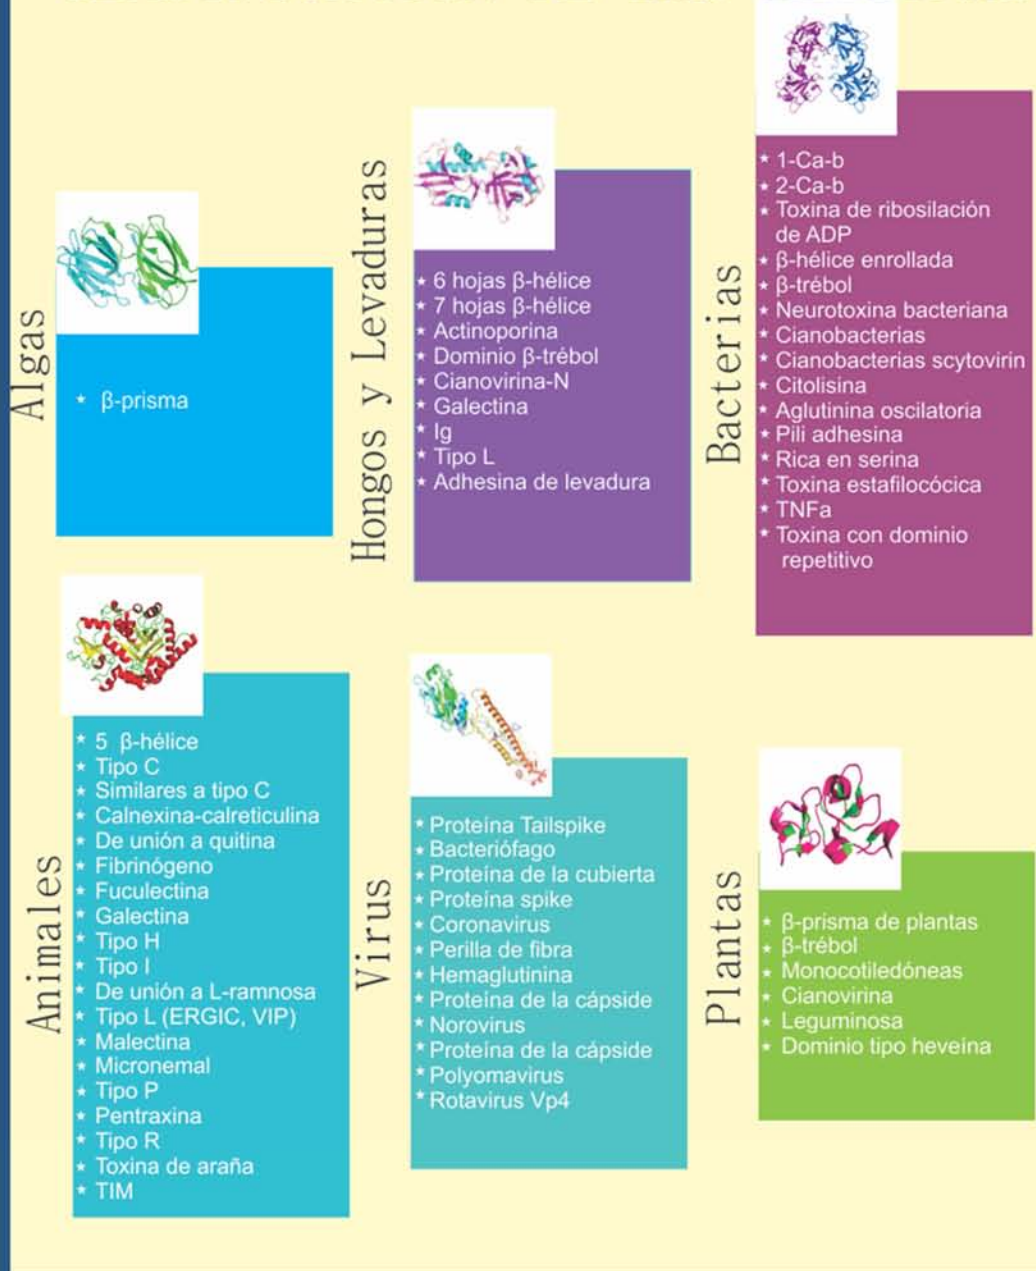 Algas
★ β-prisma
Hongos y Levaduras
★ 6 hojas β-hélice
★ 7 hojas β-hélice
★ Actinoporina
★ Dominio β-trébol
★ Cianovirina-N
★ Galectina
★ Ig
★ Tipo L
★ Adhesina de levadura
Bacterias
★ 1-Ca-b
★ 2-Ca-b
★ Toxina de ribosilación
de ADP
★ β-hélice enrollada
★ β-trébol
★ Neurotoxina bacteriana
★ Cianobacterias
★ Cianobacterias scytovirin
★ Citolisina
★ Aglutinina oscilatoria
★ Pili adhesina
★ Rica en serina
★ Toxina estafilocócica
★ TNFa
★ Toxina con dominio
repetitivo
Animales
★ 5 β-hélice
★ Tipo C
★ Similares a tipo C
★ Calnexina-calreticulina
★ De unión a quitina
★ Fibrinógeno
★ Fuculectina
★ Galectina
★ Tipo H
★ Tipo I
★ De unión a L-ramnosa
★ Tipo L (ERGIC, VIP)
★ Malectina
★ Micronemal
★ Tipo P
★ Pentraxina
★ Tipo R
★ Toxina de araña
★ TIM
Virus
★ Proteína Tailspike
★ Bacteriófago
★ Proteína de la cubierta
★ Proteína spike
★ Coronavirus
★ Perilla de fibra
★ Hemaglutinina
★ Proteína de la cápside
★ Norovirus
★ Proteína de la cápside
★ Polyomavirus
★ Rotavirus Vp4
Plantas
★ β-prisma de plantas
★ β-trébol
★ Monocotiledóneas
★ Cianovirina
★ Leguminosa
★ Dominio tipo heveína